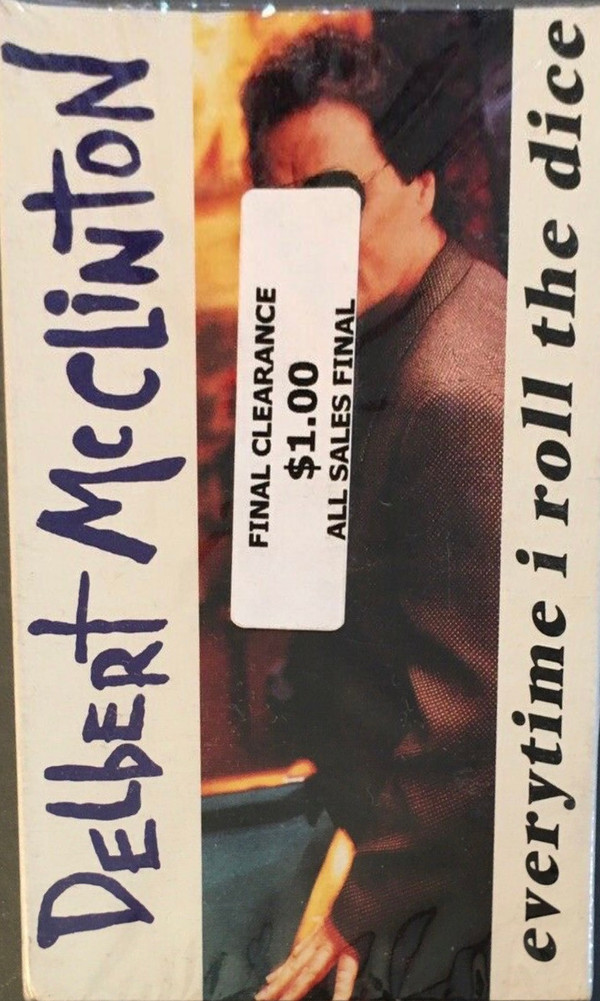 DELBERT McCLINTON
FINAL CLEARANCE
$1.00
ALL SALES FINAL
everytime i roll the dice